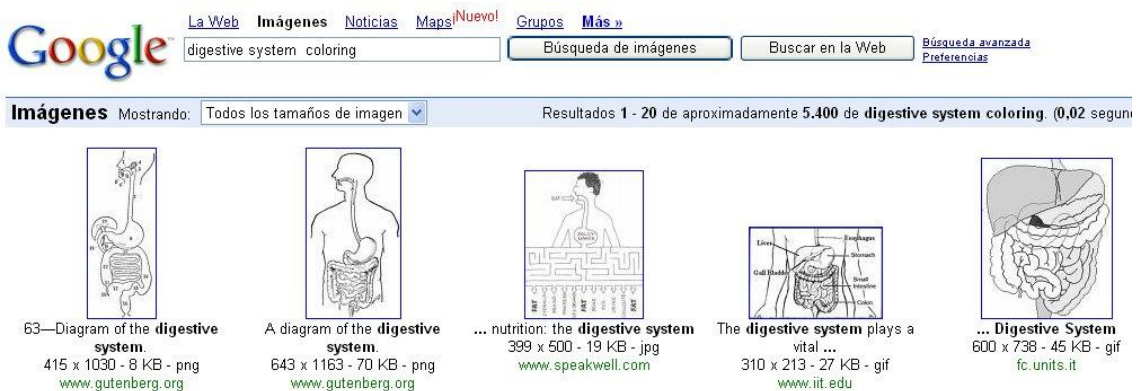 La Web Imágenes Noticias Maps ¡Nuevo! Grupos Más »
Google
digestive system coloring
Búsqueda de imágenes
Buscar en la Web
Búsqueda avanzada
Preferencias
Imágenes Mostrando: Todos los tamaños de imagen
Resultados 1 - 20 de aproximadamente 5.400 de digestive system coloring. (0,02 segun
EAT
FAT
FAT
Liver
Esophagus
Stomach
Gall Bladder
Small
Intestine
Colon
63—Diagram of the digestive
system.
415 x 1030 - 8 KB - png
www.gutenberg.org
A diagram of the digestive
system.
643 x 1163 - 70 KB - png
www.gutenberg.org
... nutrition: the digestive system
399 x 500 - 19 KB - jpg
www.speakwell.com
The digestive system plays a
vital ...
310 x 213 - 27 KB - gif
www.iit.edu
... Digestive System
600 x 738 - 45 KB - gif
fc.units.it